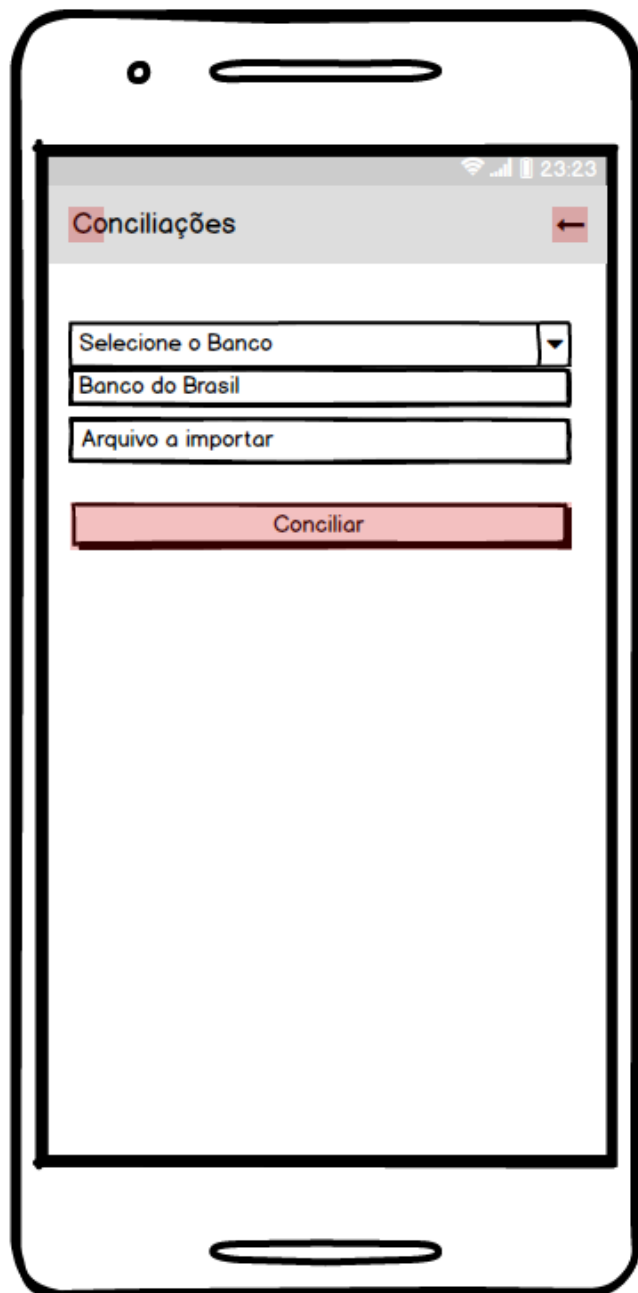 23:23
Conciliações
Selecione o Banco
Banco do Brasil
Arquivo a importar
Conciliar